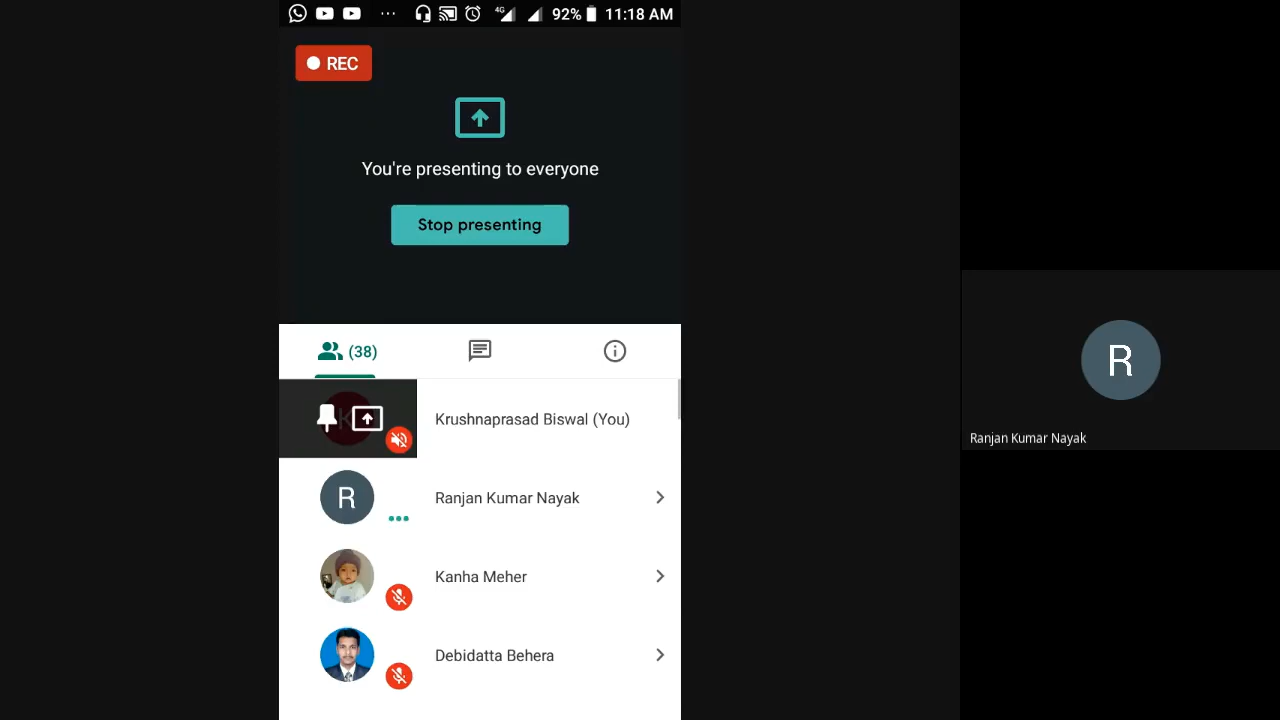 4G 92% 11:18 AM
REC
You're presenting to everyone
Stop presenting
(38)
Krushnaprasad Biswal (You)
R
Ranjan Kumar Nayak
Kanha Meher
Debidatta Behera
R
Ranjan Kumar Nayak